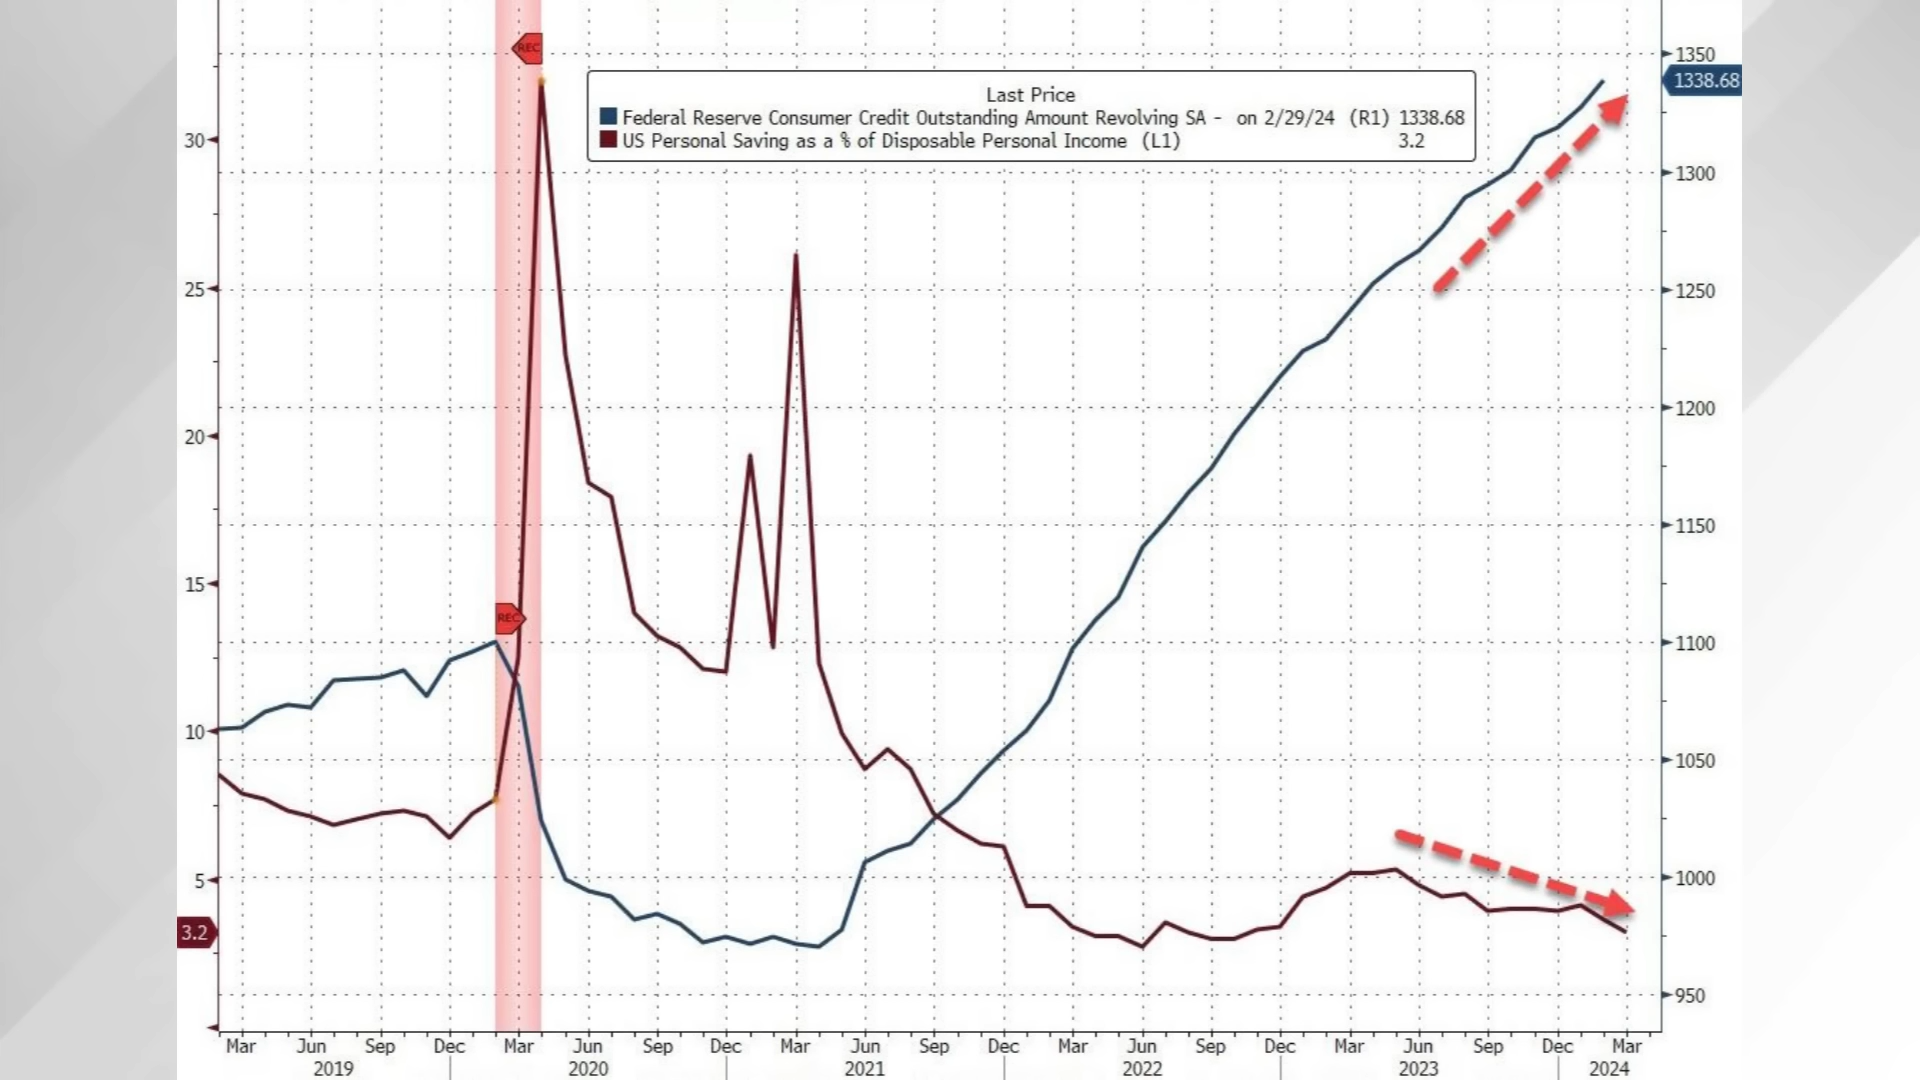 REC
1350
1338.68
Last Price
Federal Reserve Consumer Credit Outstanding Amount Revolving SA - on 2/29/24 (R1) 1338.68
US Personal Saving as a % of Disposable Personal Income (L1) 3.2
30
1300
25
1250
20
1200
15
1150
REC
1100
10
1050
5
1000
3.2
950
Mar Jun Sep Dec Mar Jun Sep Dec Mar Jun Sep Dec Mar Jun Sep Dec Mar Jun Sep Dec Mar
2019 2020 2021 2022 2023 2024